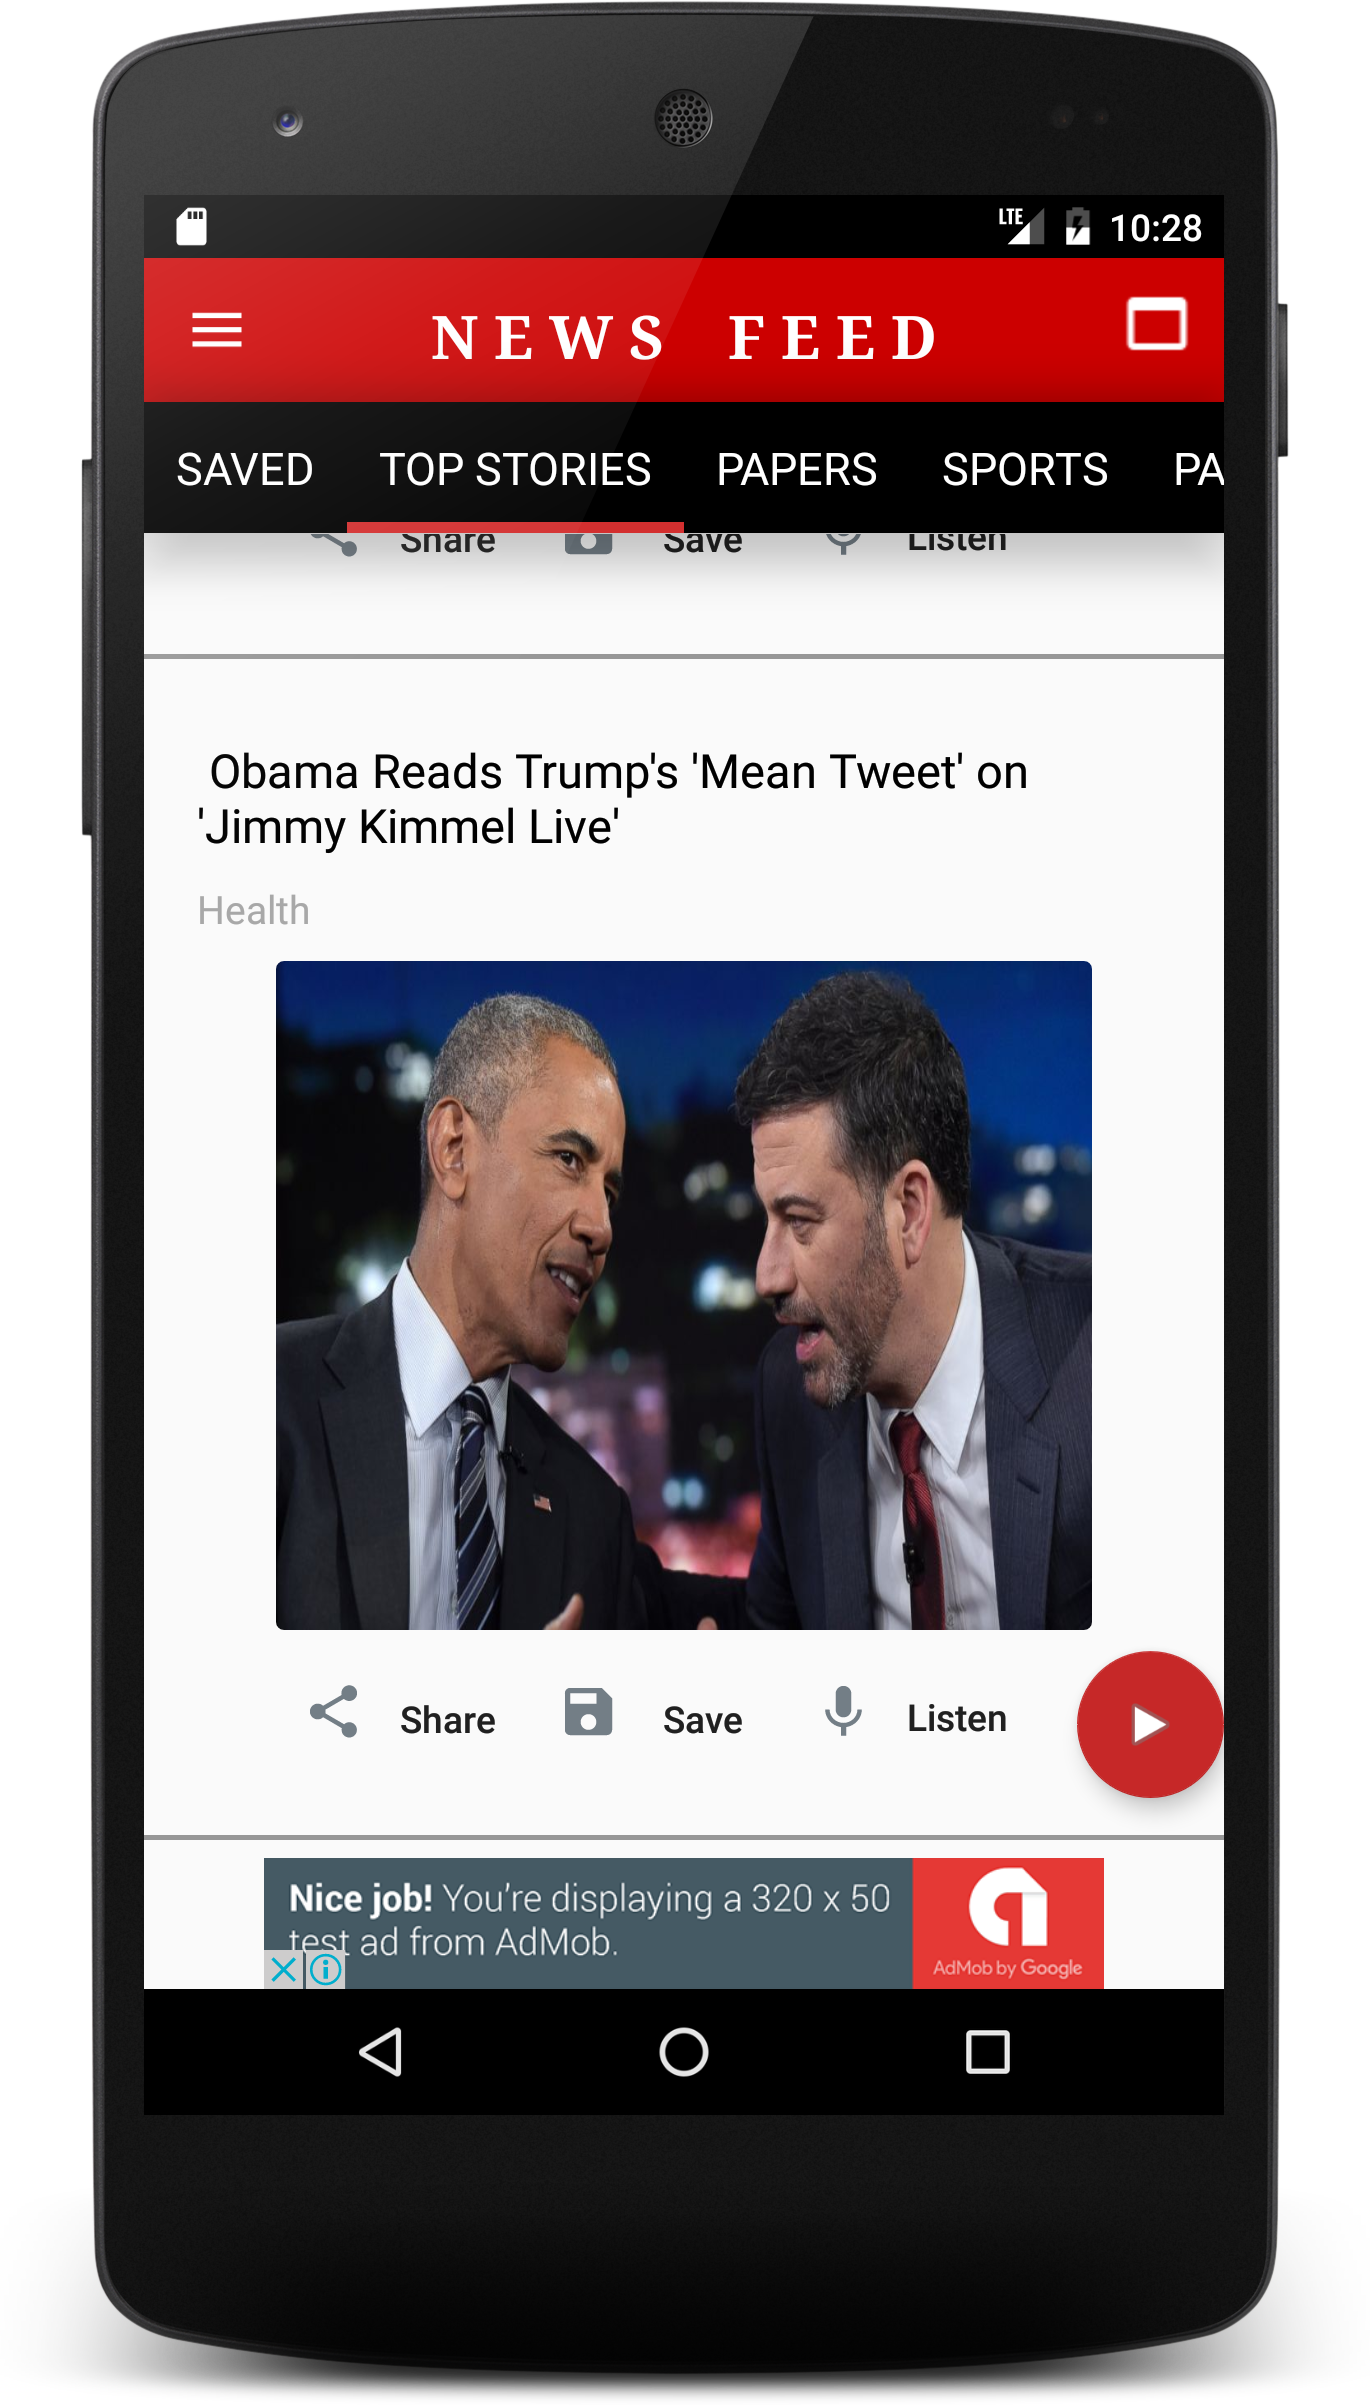 LTE 10:28
NEWS FEED
SAVED TOP STORIES PAPERS SPORTS PA
Share Save Listen
Obama Reads Trump's 'Mean Tweet' on
'Jimmy Kimmel Live'
Health
Share Save Listen
Nice job! You're displaying a 320 x 50
test ad from AdMob.
AdMob by Google